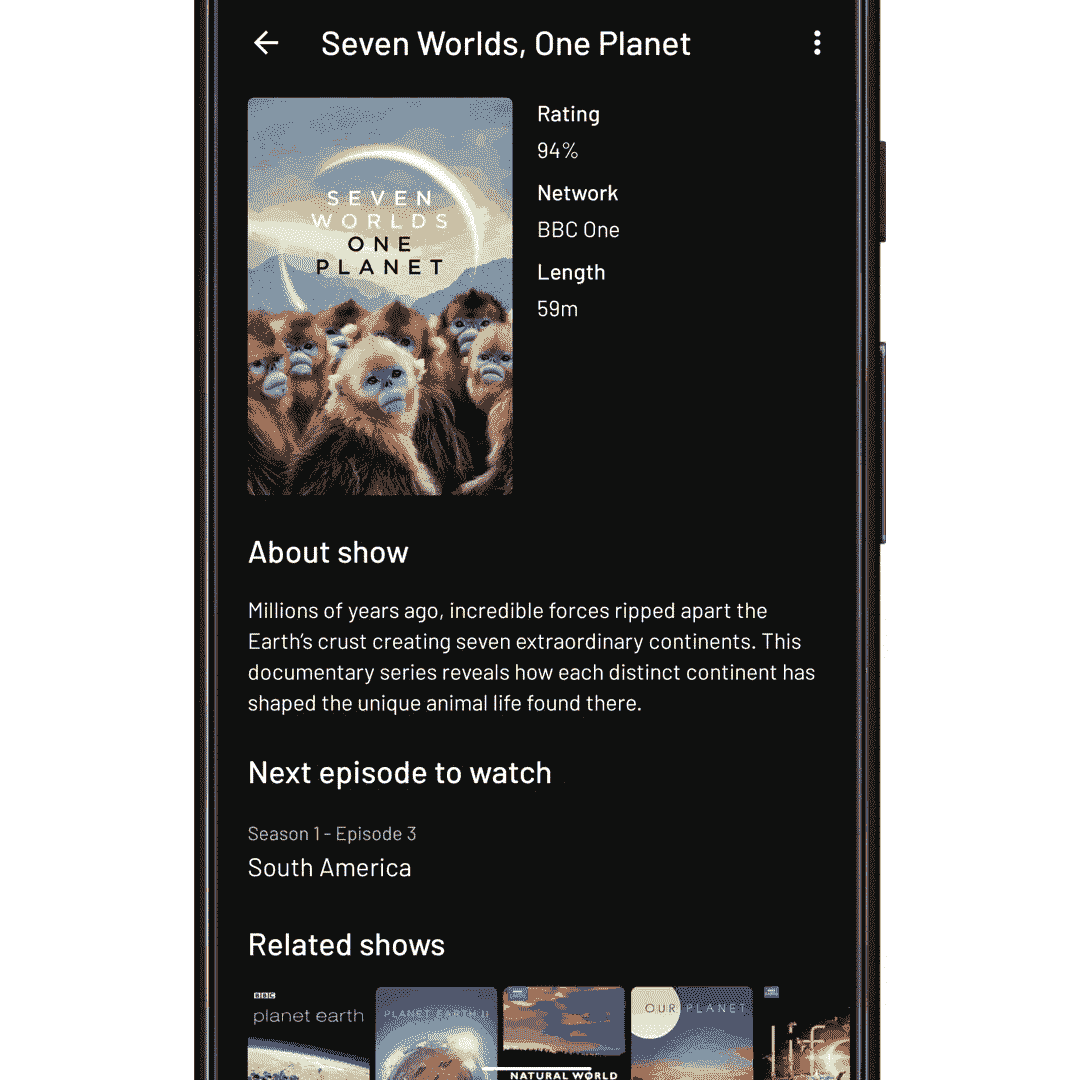 Seven Worlds, One Planet
SEVEN
WORLDS
ONE
PLANET
Rating
94%
Network
BBC One
Length
59m
About show
Millions of years ago, incredible forces ripped apart the
Earth's crust creating seven extraordinary continents. This
documentary series reveals how each distinct continent has
shaped the unique animal life found there.
Next episode to watch
Season 1 - Episode 3
South America
Related shows
BBC
planet earth
PLANET EARTH II
NATURAL WORLD
OUR PLANET